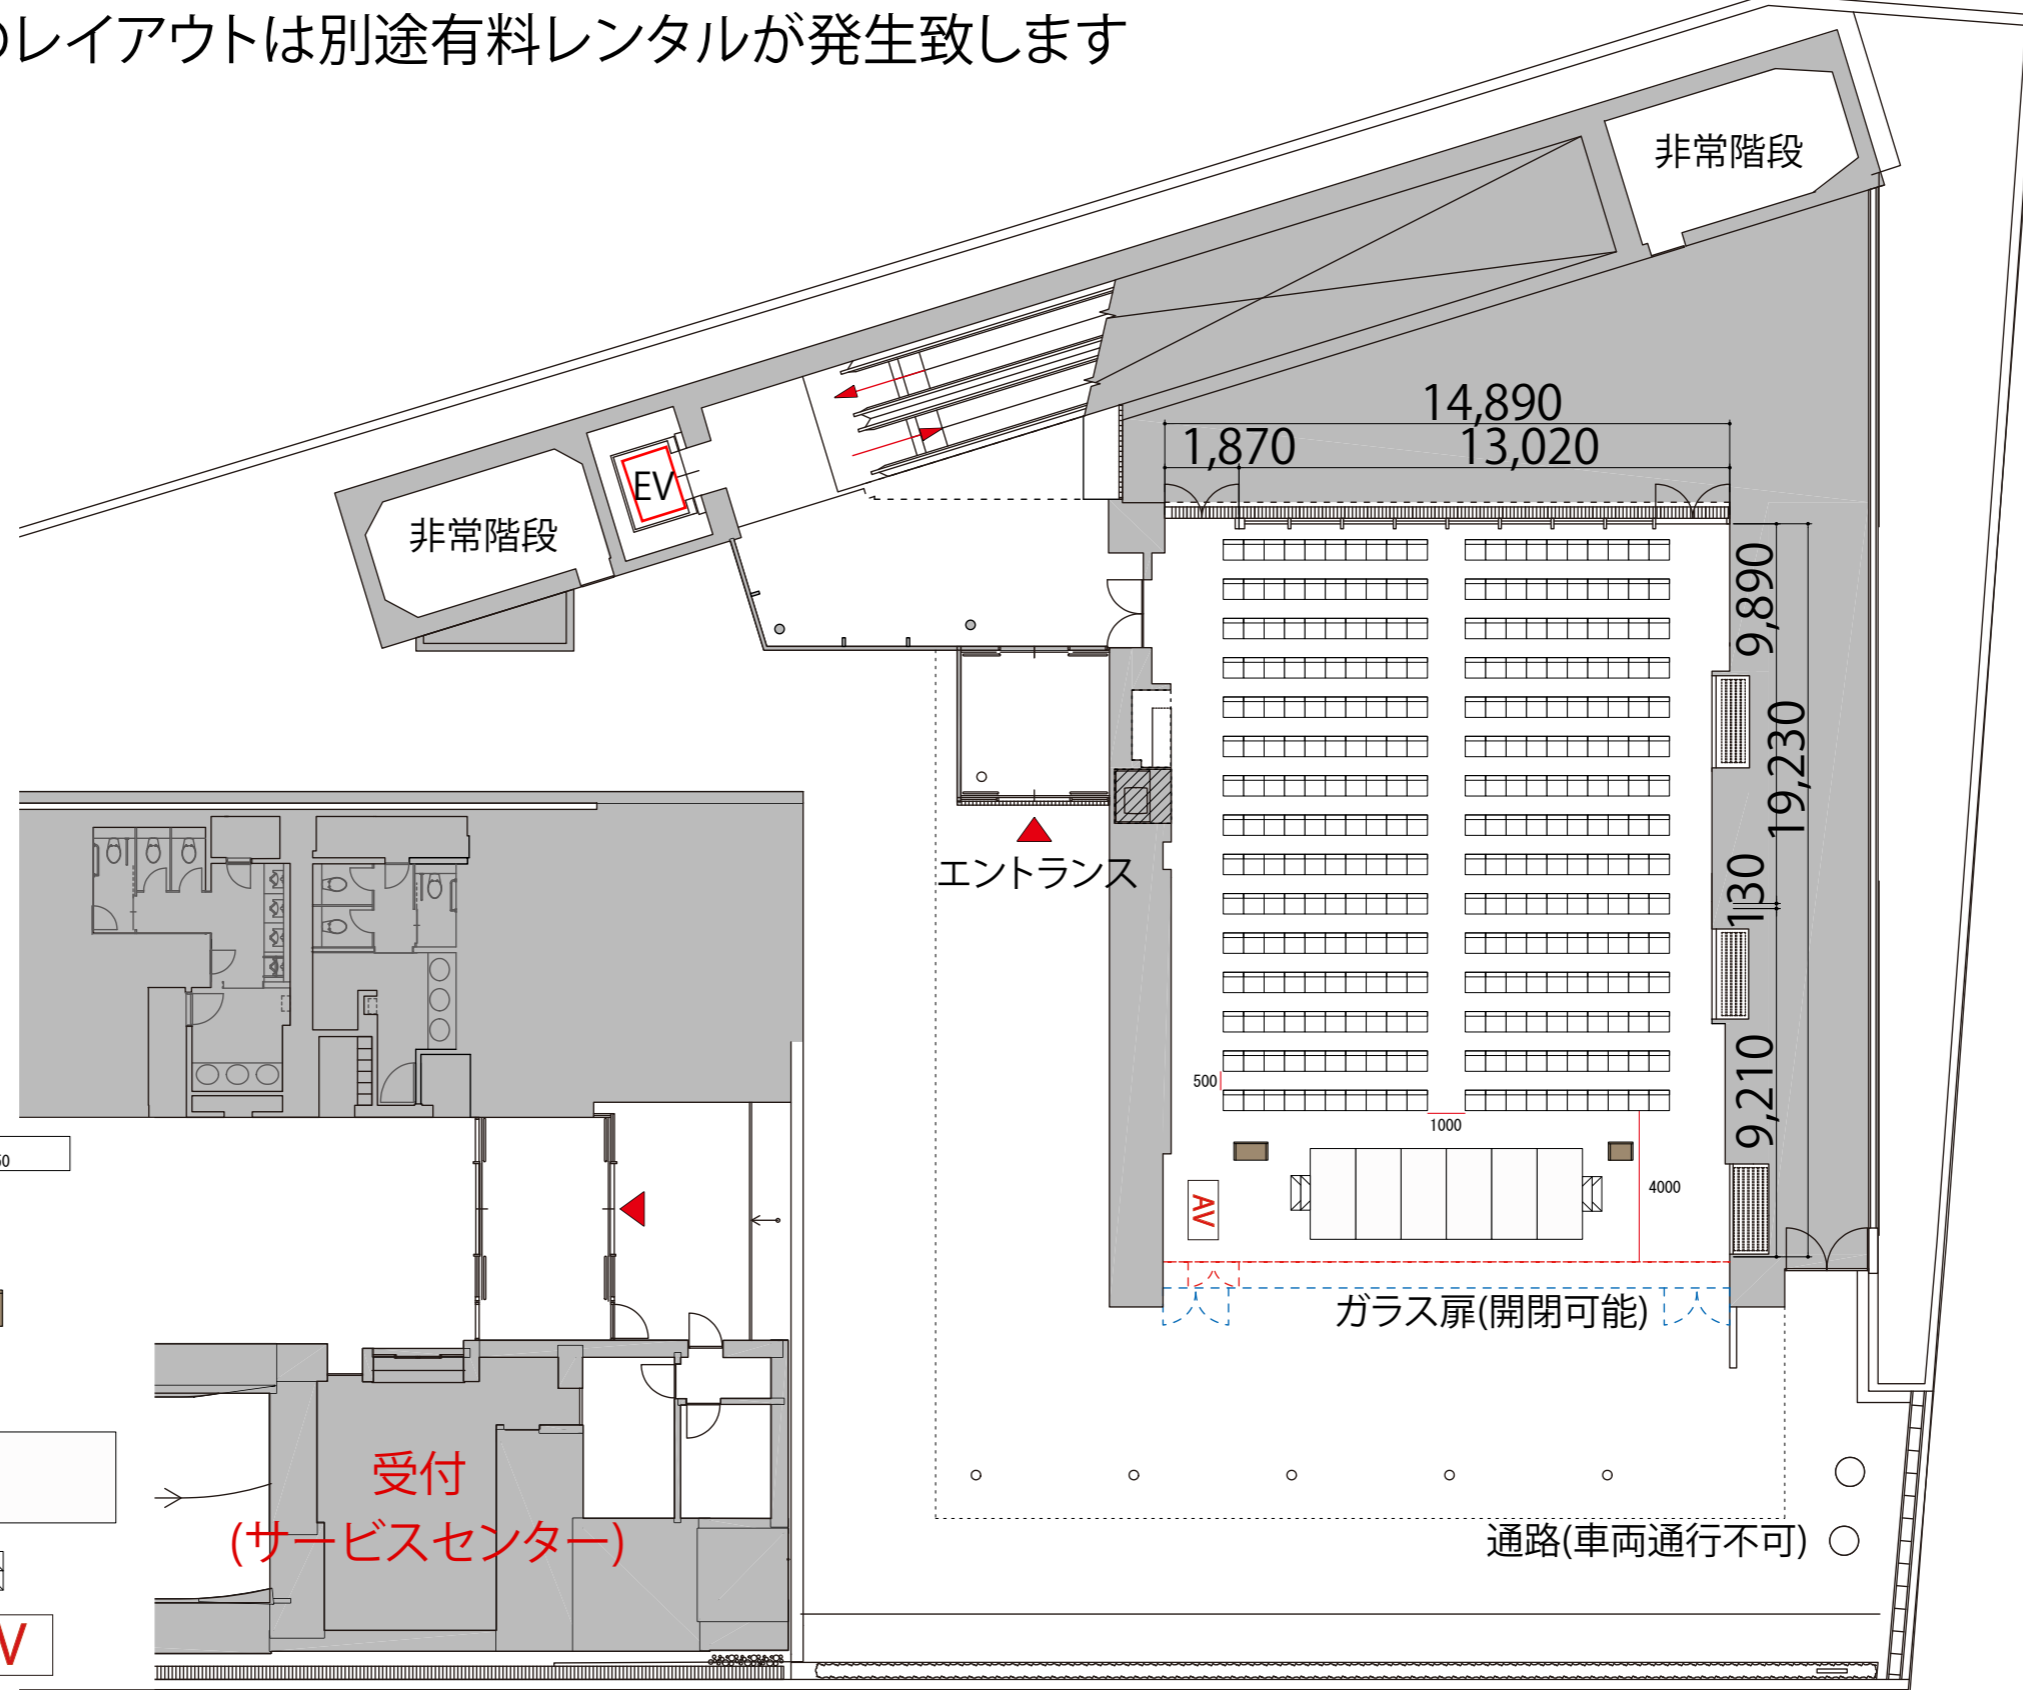 のレイアウトは別途有料レンタルが発生致します
非常階段
14,890
1,870
13,020
EV
非常階段
9,890
19,230
エントランス
130
9,210
500
1000
4000
AV
ガラス扉(開閉可能)
受付
(サービスセンター)
通路(車両通行不可)